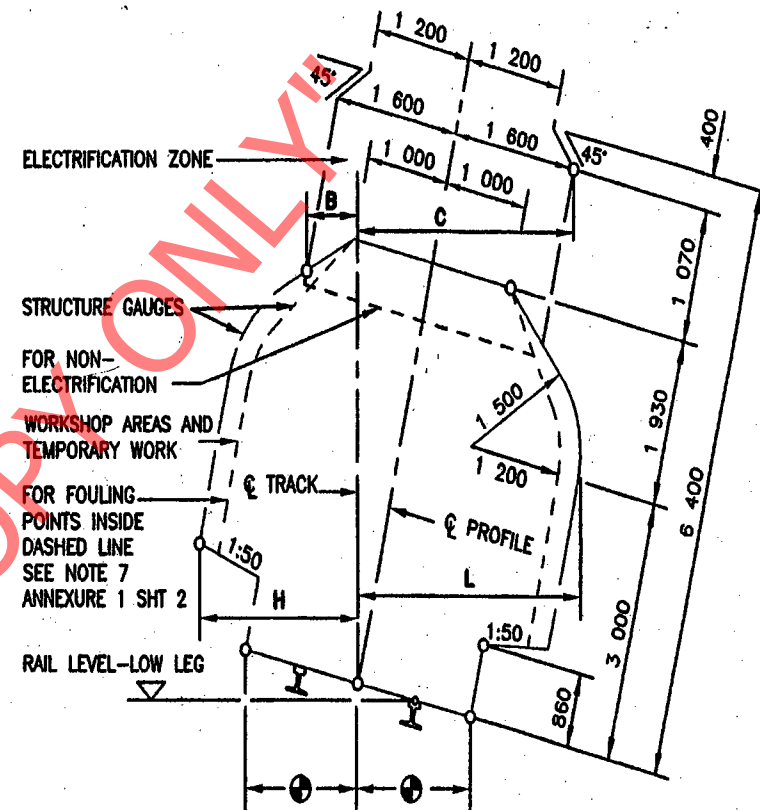 1 200
1 200
45°
1 600
1 600
45°
400
ELECTRIFICATION ZONE
1 000
1 000
B
C
1 070
STRUCTURE GAUGES
FOR NON-
ELECTRIFICATION
1 500
1 930
WORKSHOP AREAS AND
TEMPORARY WORK
1 200
6 400
℄ TRACK
FOR FOULING
POINTS INSIDE
DASHED LINE
SEE NOTE 7
ANNEXURE 1 SHT 2
℄ PROFILE
1:50
H
L
1:50
3 000
RAIL LEVEL-LOW LEG
860
OPY ONLY"